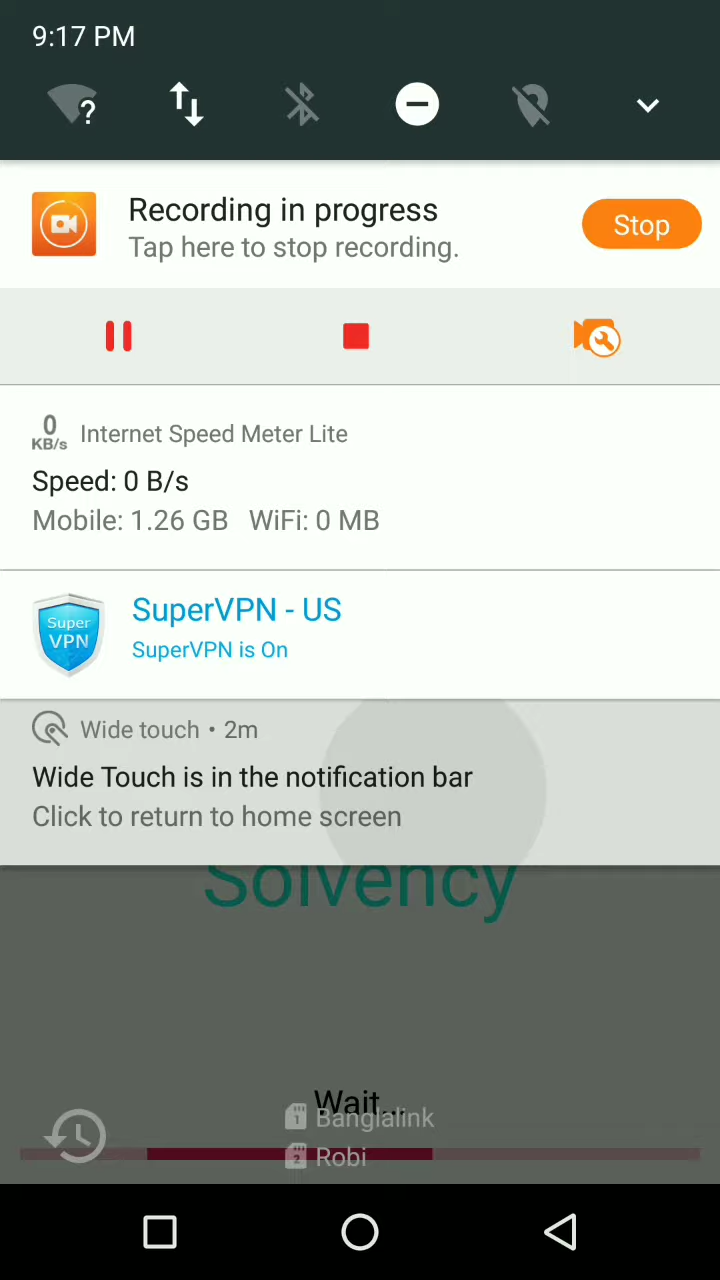 9:17 PM
?
Recording in progress
Tap here to stop recording.
Stop
0
KB/s
Internet Speed Meter Lite
Speed: 0 B/s
Mobile: 1.26 GB WiFi: 0 MB
Super
VPN
SuperVPN - US
SuperVPN is On
Wide touch • 2m
Wide Touch is in the notification bar
Click to return to home screen
Solvency
Wait...
1 Banglalink
2 Robi